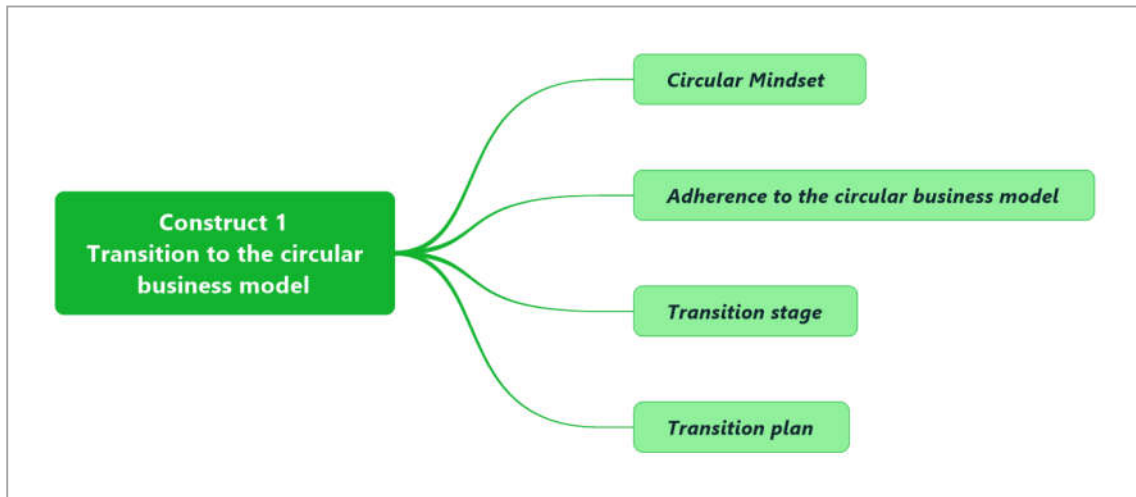 Construct 1
Transition to the circular
business model
Circular Mindset
Adherence to the circular business model
Transition stage
Transition plan